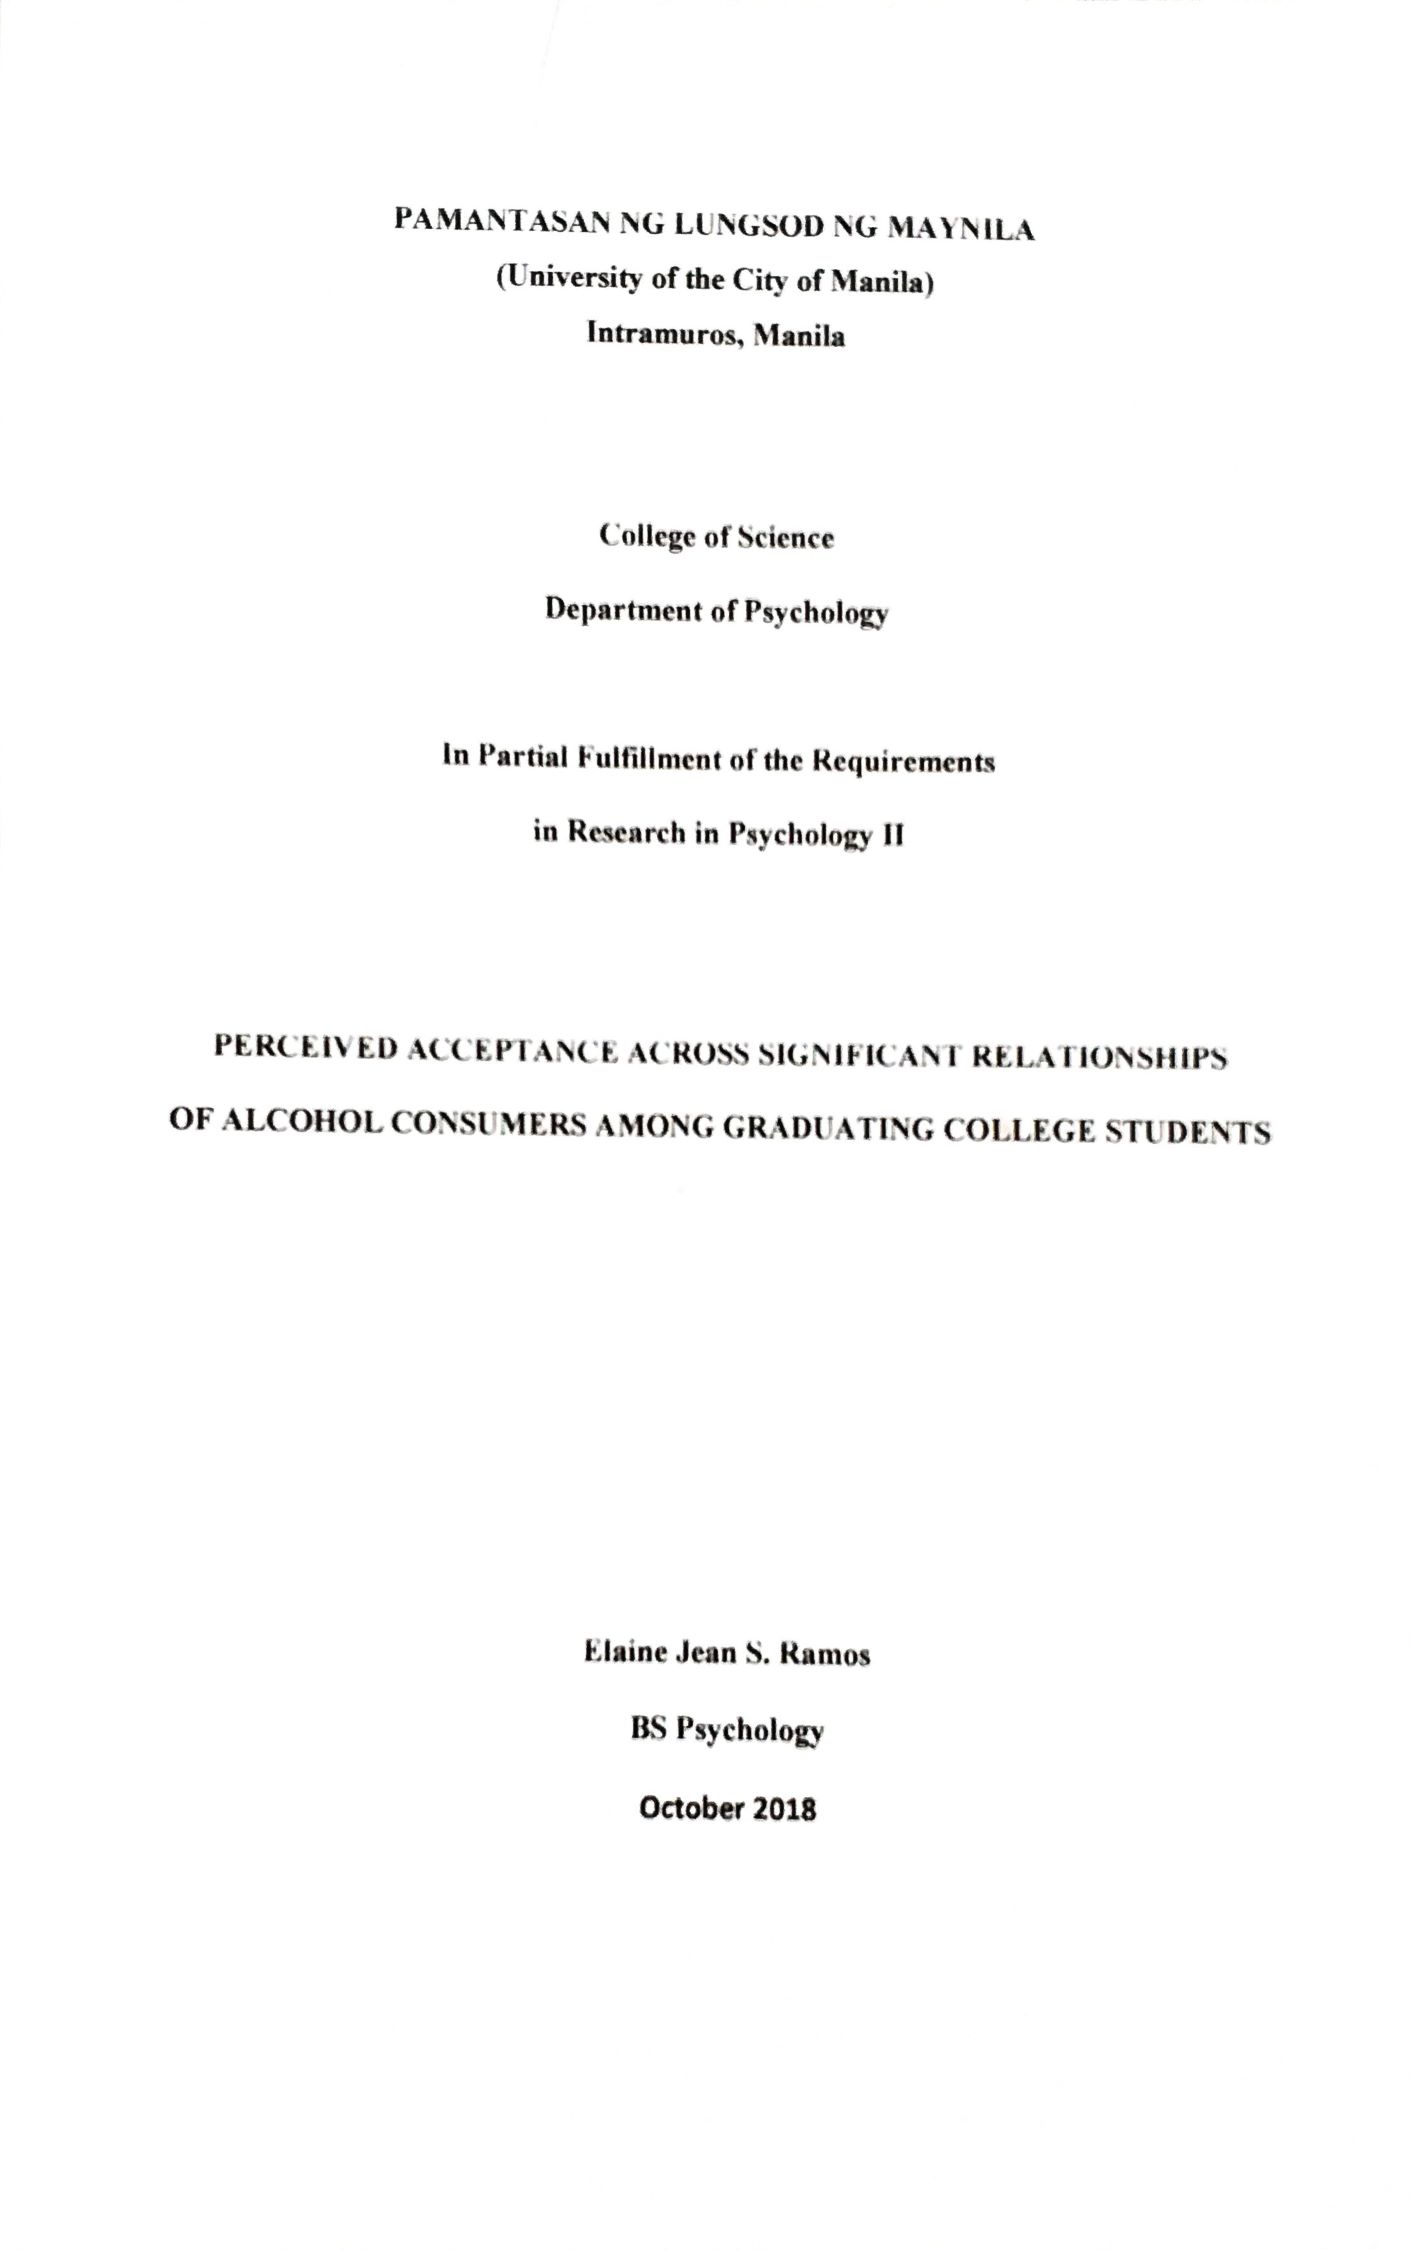 PAMANTASAN NG LUNGSOD NG MAYNILA
(University of the City of Manila)
Intramuros, Manila
College of Science
Department of Psychology
In Partial Fulfillment of the Requirements
in Research in Psychology II
PERCEIVED ACCEPTANCE ACROSS SIGNIFICANT RELATIONSHIPS
OF ALCOHOL CONSUMERS AMONG GRADUATING COLLEGE STUDENTS
Elaine Jean S. Ramos
BS Psychology
October 2018